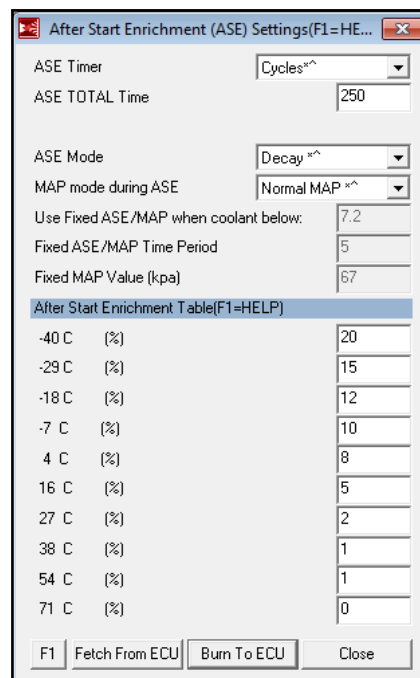 After Start Enrichment (ASE) Settings(F1=HE...
ASE Timer Cycles*^
ASE TOTAL Time 250
ASE Mode Decay *^
MAP mode during ASE Normal MAP *^
Use Fixed ASE/MAP when coolant below: 7.2
Fixed ASE/MAP Time Period 5
Fixed MAP Value (kpa) 67
After Start Enrichment Table(F1=HELP)
-40 C (%) 20
-29 C (%) 15
-18 C (%) 12
-7 C (%) 10
4 C (%) 8
16 C (%) 5
27 C (%) 2
38 C (%) 1
54 C (%) 1
71 C (%) 0
F1 Fetch From ECU Burn To ECU Close